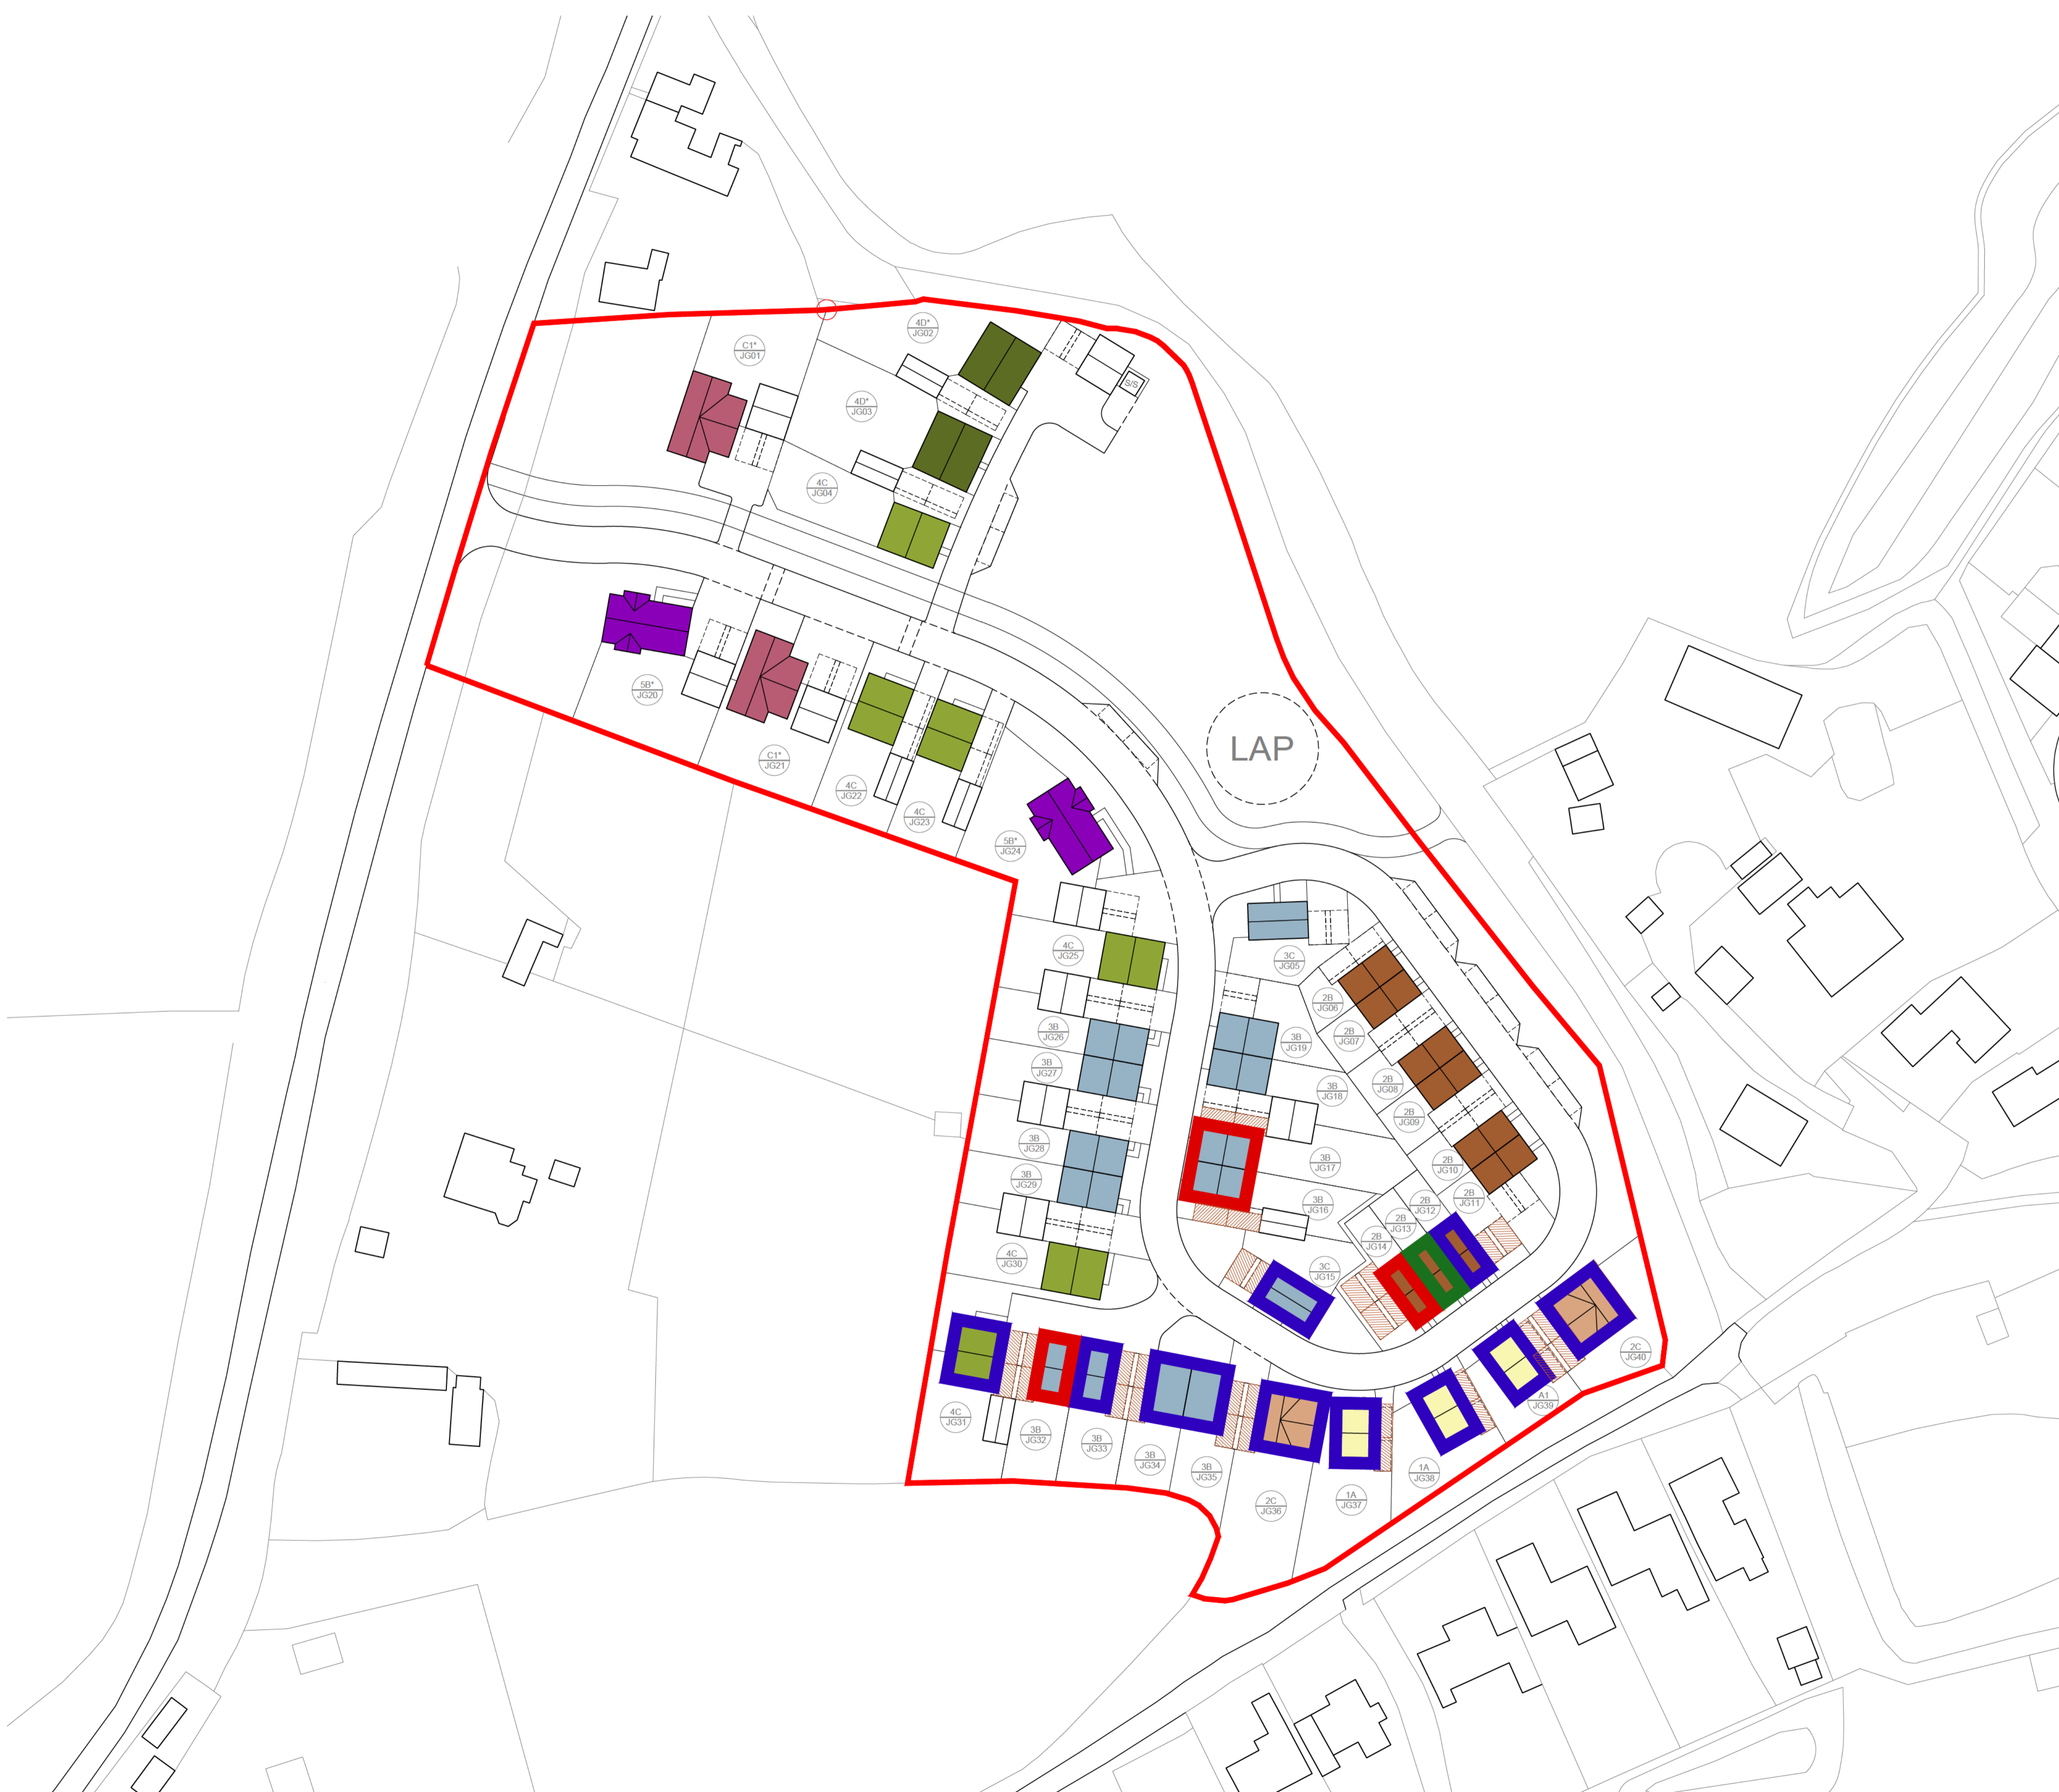 4D*
JG02
C1*
JG01
S/S
4D*
JG03
4C
JG04
5B*
JG20
C1*
JG21
4C
JG22
4C
JG23
LAP
5B*
JG24
4C
JG25
3C
JG05
2B
JG06
3B
JG26
2B
JG07
3B
JG19
3B
JG27
2B
JG08
3B
JG18
2B
JG09
3B
JG28
3B
JG17
2B
JG10
3B
JG29
2B
JG11
3B
JG16
2B
JG12
2B
JG13
2B
JG14
4C
JG30
3C
JG15
2C
JG40
A1
JG39
4C
JG31
3B
JG32
3B
JG33
3B
JG34
3B
JG35
1A
JG38
1A
JG37
2C
JG36